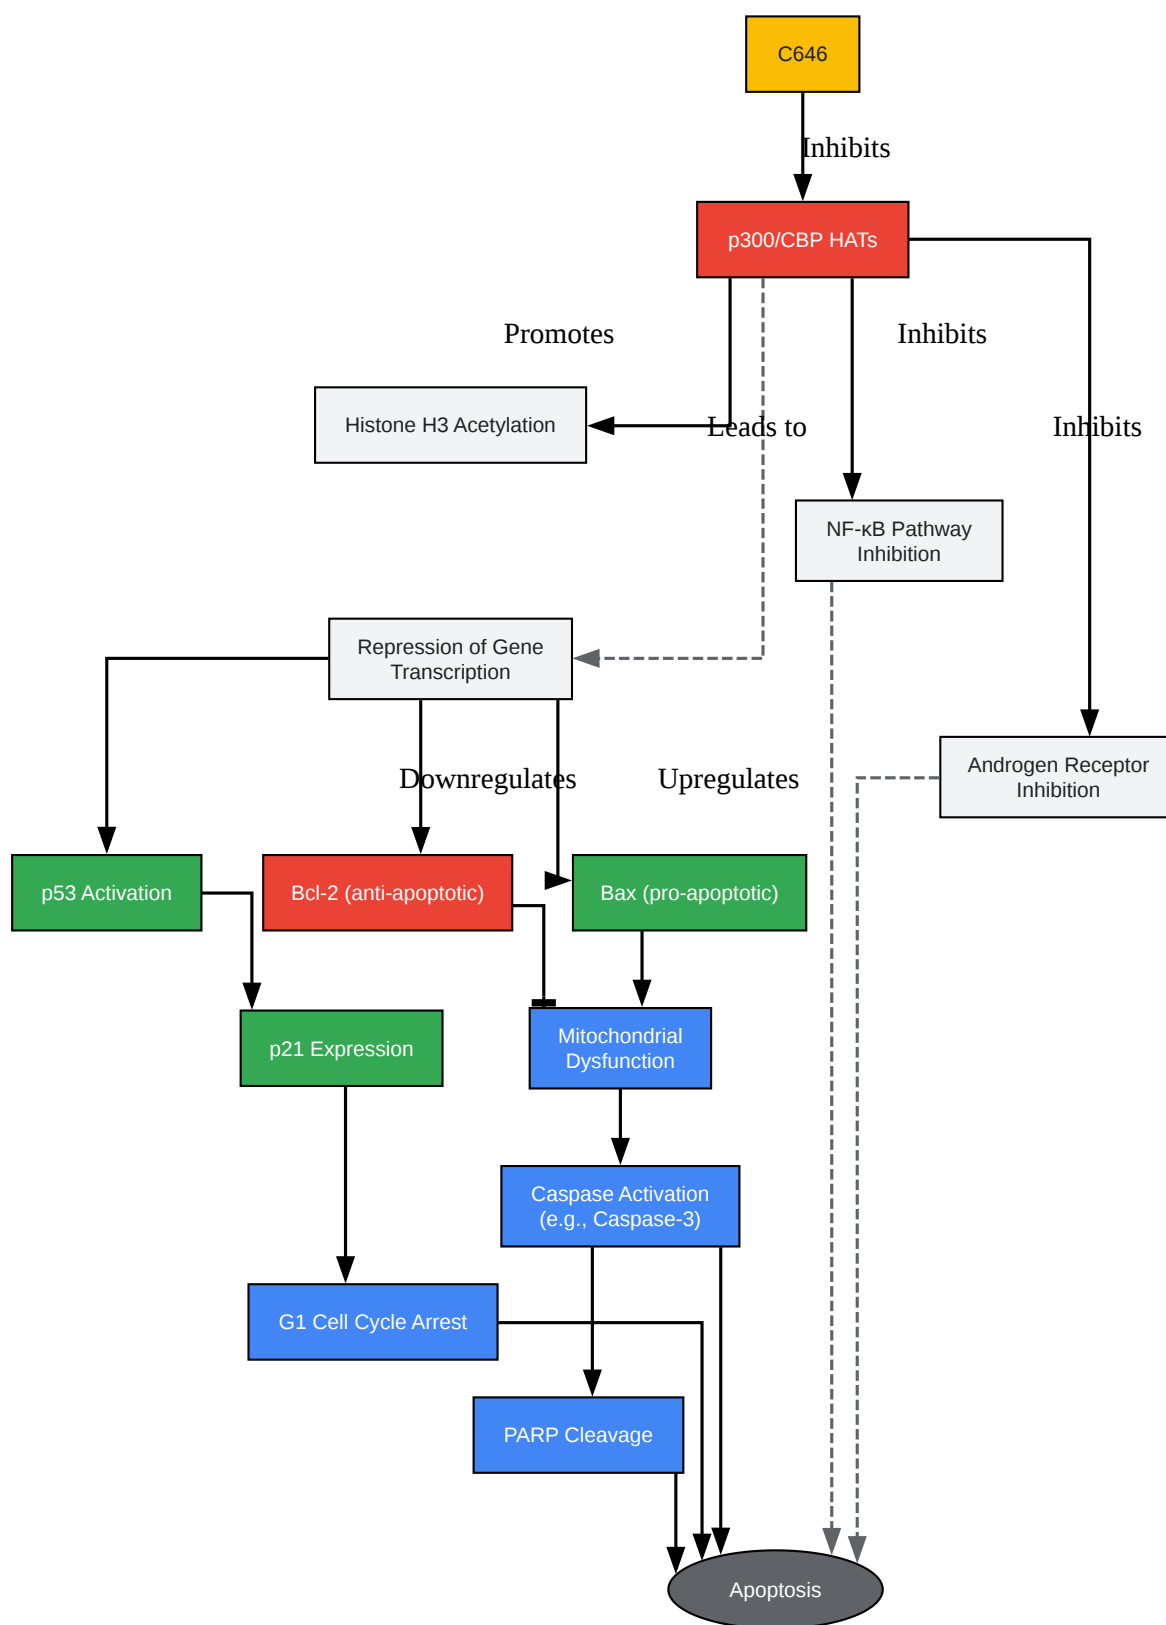 C646
Inhibits
p300/CBP HATs
Promotes
Inhibits
Histone H3 Acetylation
Leads to
Inhibits
NF-κB Pathway
Inhibition
Repression of Gene
Transcription
Androgen Receptor
Inhibition
Downregulates
Upregulates
p53 Activation
Bcl-2 (anti-apoptotic)
Bax (pro-apoptotic)
p21 Expression
Mitochondrial
Dysfunction
Caspase Activation
(e.g., Caspase-3)
G1 Cell Cycle Arrest
PARP Cleavage
Apoptosis